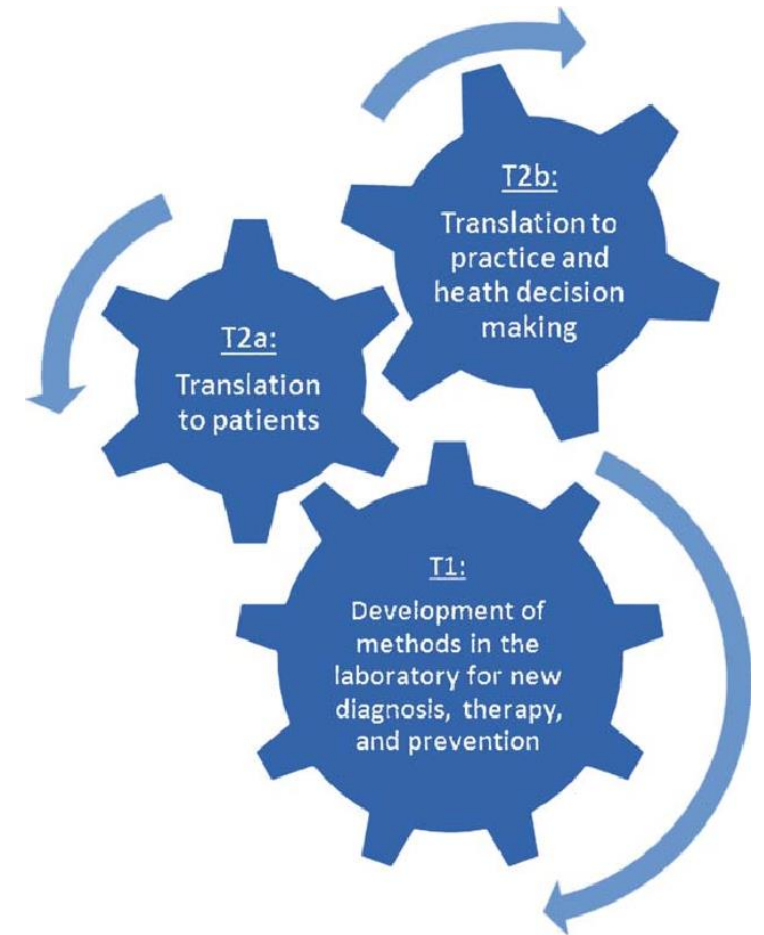 T2b:
Translation to
practice and
heath decision
making
T2a:
Translation
to patients
T1:
Development of
methods in the
laboratory for new
diagnosis, therapy,
and prevention